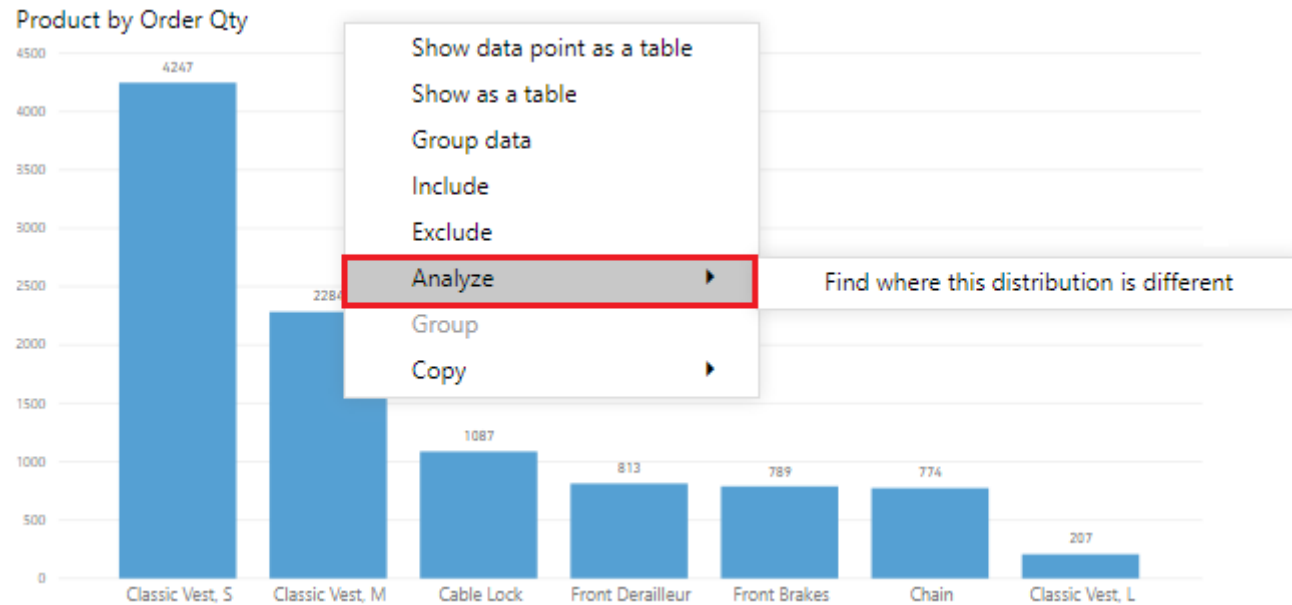 Product by Order Qty
4500
4000
3500
3000
2500
2000
1500
1000
500
0
4247
2284
1087
813
789
774
207
Classic Vest, S
Classic Vest, M
Cable Lock
Front Derailleur
Front Brakes
Chain
Classic Vest, L
Show data point as a table
Show as a table
Group data
Include
Exclude
Analyze
Group
Copy
Find where this distribution is different